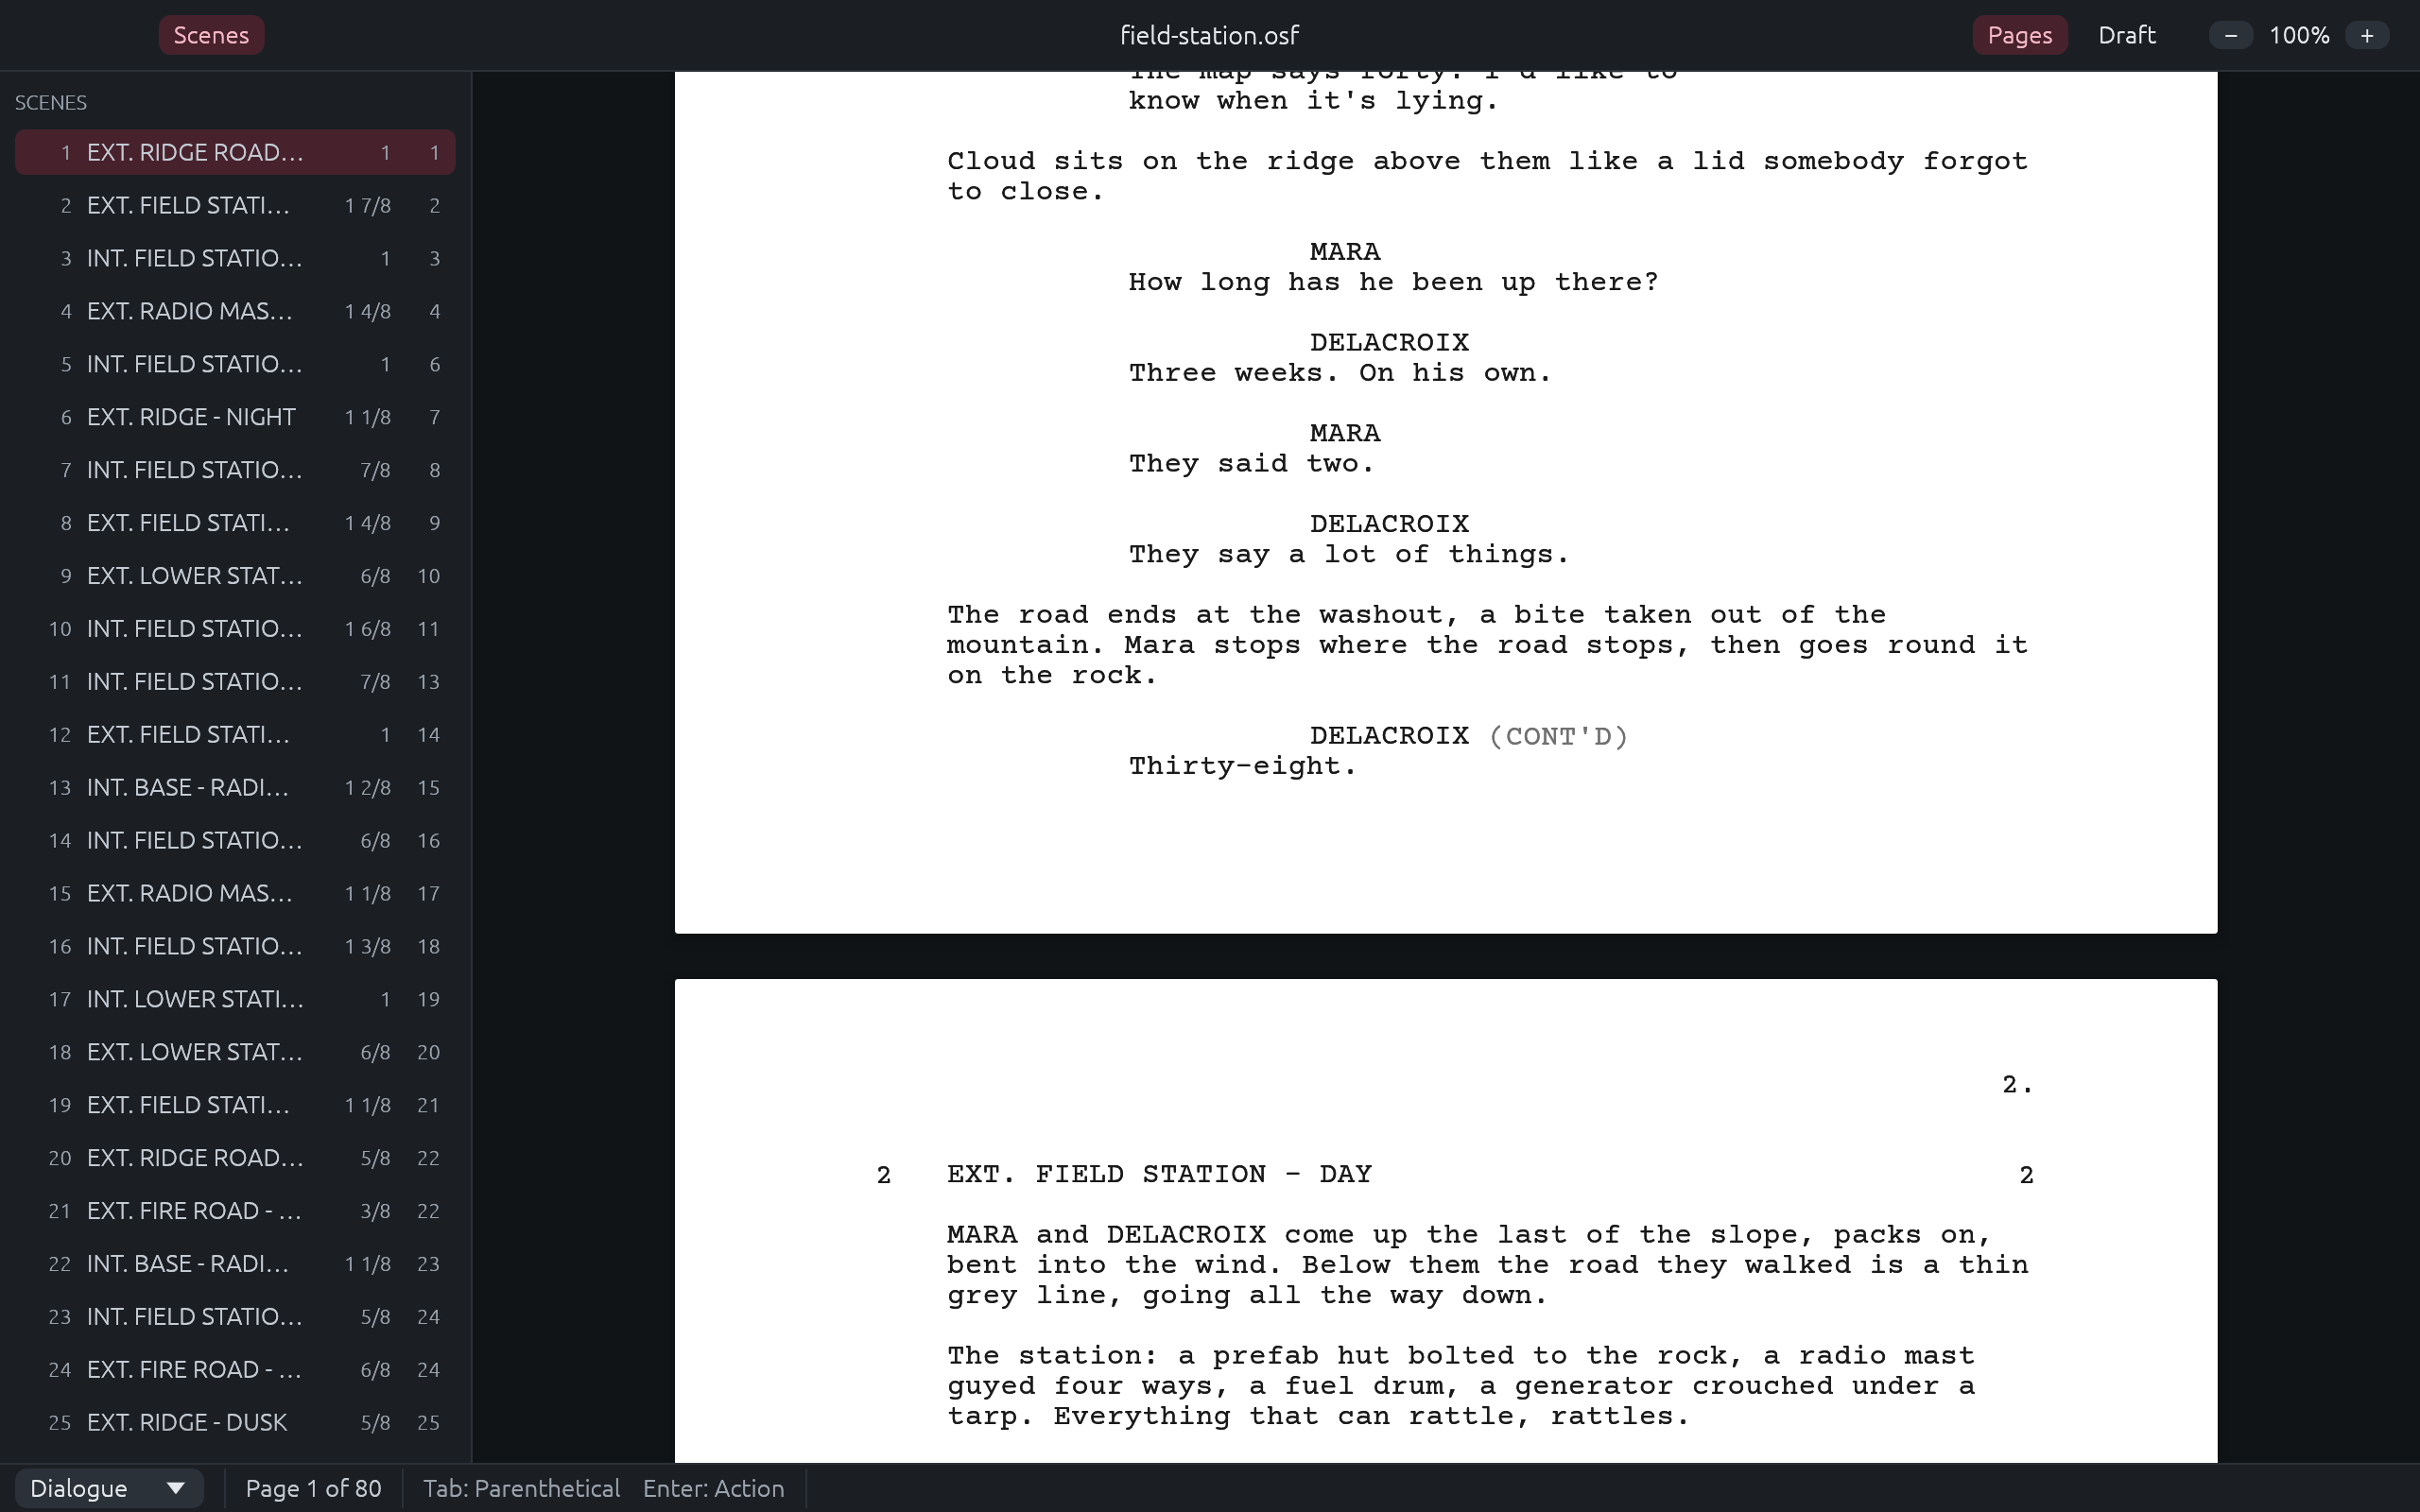 Scenes
field-station.osf
Pages Draft − 100% +
SCENES
1 EXT. RIDGE ROAD… 1 1
2 EXT. FIELD STATI… 1 7/8 2
3 INT. FIELD STATIO… 1 3
4 EXT. RADIO MAS… 1 4/8 4
5 INT. FIELD STATIO… 1 6
6 EXT. RIDGE - NIGHT 1 1/8 7
7 INT. FIELD STATIO… 7/8 8
8 EXT. FIELD STATI… 1 4/8 9
9 EXT. LOWER STAT… 6/8 10
10 INT. FIELD STATIO… 1 6/8 11
11 INT. FIELD STATIO… 7/8 13
12 EXT. FIELD STATI… 1 14
13 INT. BASE - RADI… 1 2/8 15
14 INT. FIELD STATIO… 6/8 16
15 EXT. RADIO MAS… 1 1/8 17
16 INT. FIELD STATIO… 1 3/8 18
17 INT. LOWER STATI… 1 19
18 EXT. LOWER STAT… 6/8 20
19 EXT. FIELD STATI… 1 1/8 21
20 EXT. RIDGE ROAD… 5/8 22
21 EXT. FIRE ROAD - … 3/8 22
22 INT. BASE - RADI… 1 1/8 23
23 INT. FIELD STATIO… 5/8 24
24 EXT. FIRE ROAD - … 6/8 24
25 EXT. RIDGE - DUSK 5/8 25
The map says forty. I'd like to
know when it's lying.
Cloud sits on the ridge above them like a lid somebody forgot
to close.
MARA
How long has he been up there?
DELACROIX
Three weeks. On his own.
MARA
They said two.
DELACROIX
They say a lot of things.
The road ends at the washout, a bite taken out of the
mountain. Mara stops where the road stops, then goes round it
on the rock.
DELACROIX (CONT'D)
Thirty-eight.
2.
2 EXT. FIELD STATION - DAY 2
MARA and DELACROIX come up the last of the slope, packs on,
bent into the wind. Below them the road they walked is a thin
grey line, going all the way down.
The station: a prefab hut bolted to the rock, a radio mast
guyed four ways, a fuel drum, a generator crouched under a
tarp. Everything that can rattle, rattles.
Dialogue Page 1 of 80 Tab: Parenthetical Enter: Action